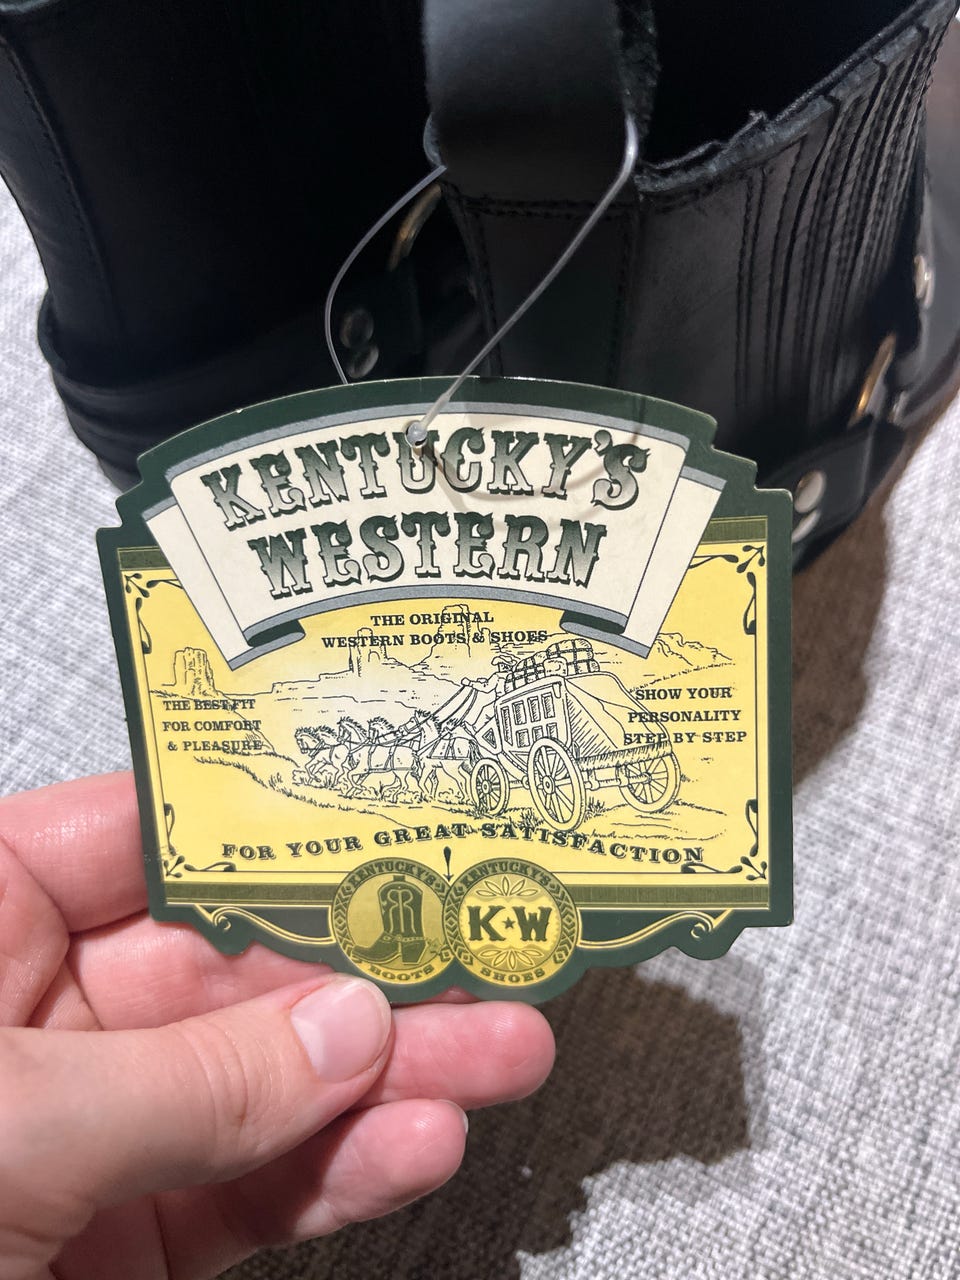 KENTUCKY'S
WESTERN
THE ORIGINAL
WESTERN BOOTS & SHOES
THE BEST FIT
FOR COMFORT
& PLEASURE
SHOW YOUR
PERSONALITY
STEP BY STEP
FOR YOUR GREAT SATISFACTION
KENTUCKY'S
BOOTS
KENTUCKY'S
K★W
SHOES